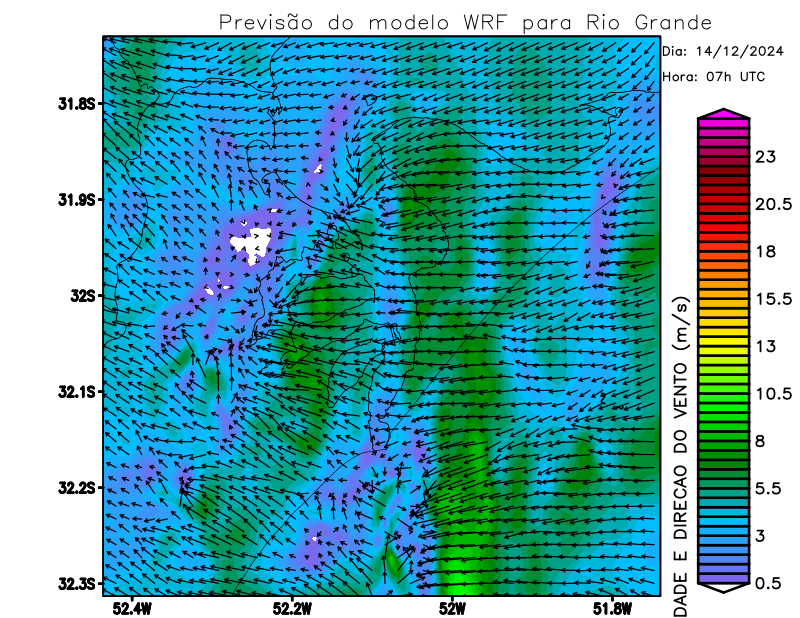 Previsão do modelo WRF para Rio Grande
Dia: 14/12/2024
Hora: 07h UTC
31.8S
31.9S
32S
32.1S
32.2S
32.3S
52.4W
52.2W
52W
51.8W
23
20.5
18
15.5
13
10.5
8
5.5
3
0.5
DADE E DIRECAO DO VENTO (m/s)